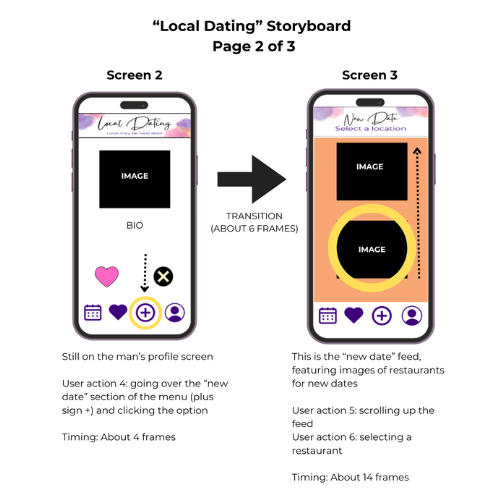 “Local Dating” Storyboard
Page 2 of 3
Screen 2
Screen 3
Local Dating
Love may be next door
IMAGE
BIO
TRANSITION
(ABOUT 6 FRAMES)
New Date
Select a location
IMAGE
IMAGE
Still on the man’s profile screen
User action 4: going over the “new
date” section of the menu (plus
sign +) and clicking the option
Timing: About 4 frames
This is the “new date” feed,
featuring images of restaurants
for new dates
User action 5: scrolling up the
feed
User action 6: selecting a
restaurant
Timing: About 14 frames